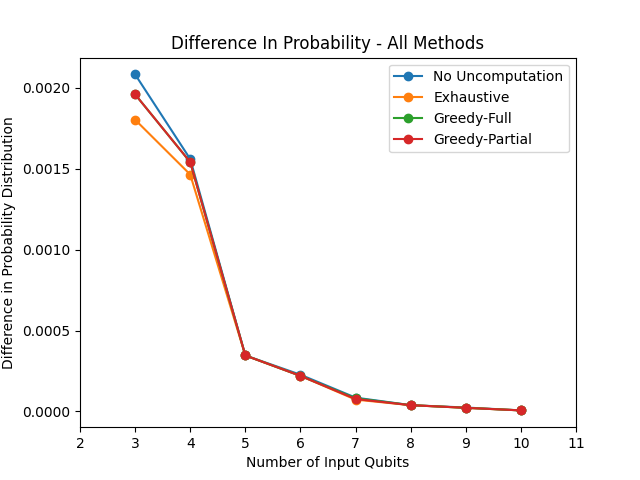 Difference In Probability - All Methods
Difference in Probability Distribution
0.0020
0.0015
0.0010
0.0005
0.0000
No Uncomputation
Exhaustive
Greedy-Full
Greedy-Partial
2 3 4 5 6 7 8 9 10 11
Number of Input Qubits